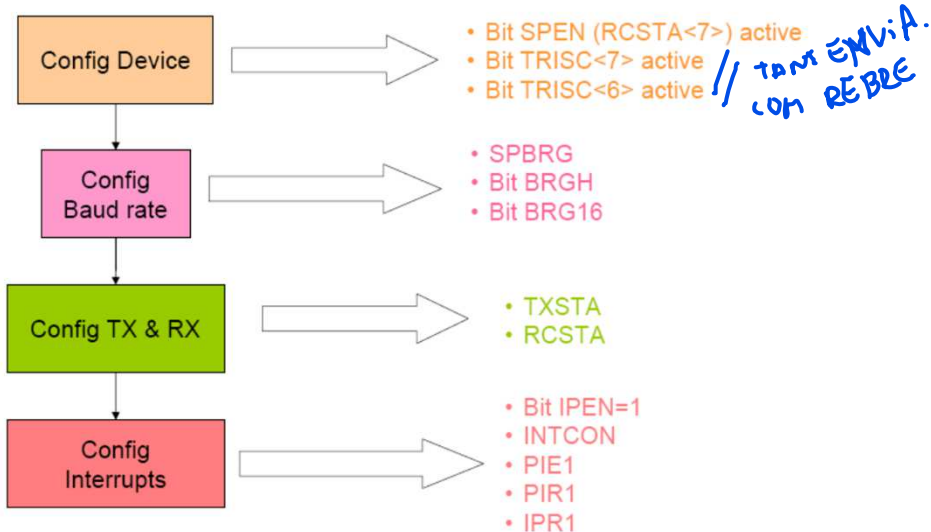 Config Device
• Bit SPEN (RCSTA<7>) active
• Bit TRISC<7> active
• Bit TRISC<6> active
// TANT ENVIA.
COM REBRE
Config
Baud rate
• SPBRG
• Bit BRGH
• Bit BRG16
Config TX & RX
• TXSTA
• RCSTA
Config
Interrupts
• Bit IPEN=1
• INTCON
• PIE1
• PIR1
• IPR1